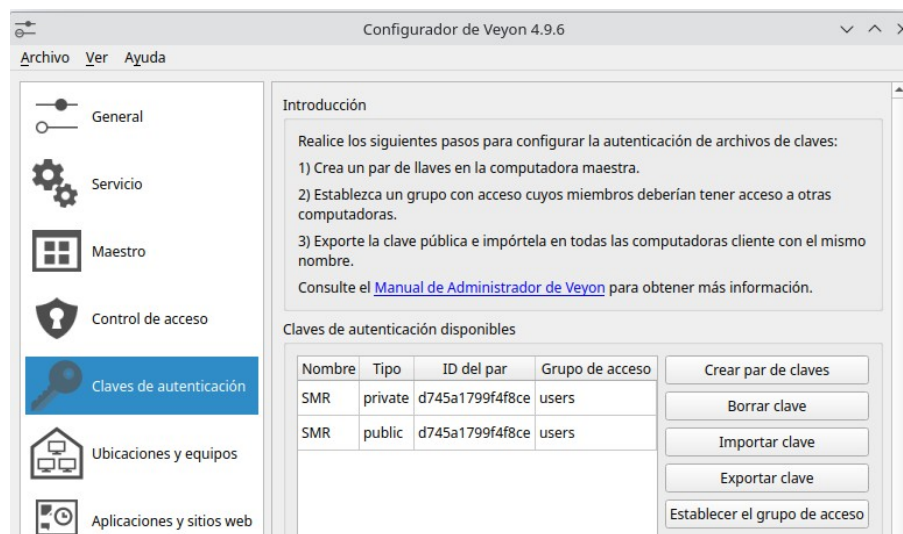 Configurador de Veyon 4.9.6
Archivo Ver Ayuda
General
Servicio
Maestro
Control de acceso
Claves de autenticación
Ubicaciones y equipos
Aplicaciones y sitios web
Introducción
Realice los siguientes pasos para configurar la autenticación de archivos de claves:
1) Crea un par de llaves en la computadora maestra.
2) Establezca un grupo con acceso cuyos miembros deberían tener acceso a otras
computadoras.
3) Exporte la clave pública e impórtela en todas las computadoras cliente con el mismo
nombre.
Consulte el Manual de Administrador de Veyon para obtener más información.
Claves de autenticación disponibles
Nombre Tipo ID del par Grupo de acceso
SMR private d745a1799f4f8ce users
SMR public d745a1799f4f8ce users
Crear par de claves
Borrar clave
Importar clave
Exportar clave
Establecer el grupo de acceso